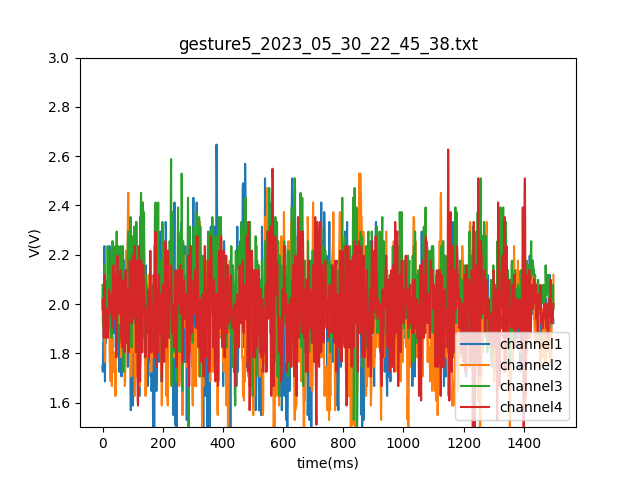 gesture5_2023_05_30_22_45_38.txt
3.0
2.8
2.6
2.4
2.2
2.0
1.8
1.6
V(V)
channel1
channel2
channel3
channel4
0 200 400 600 800 1000 1200 1400
time(ms)